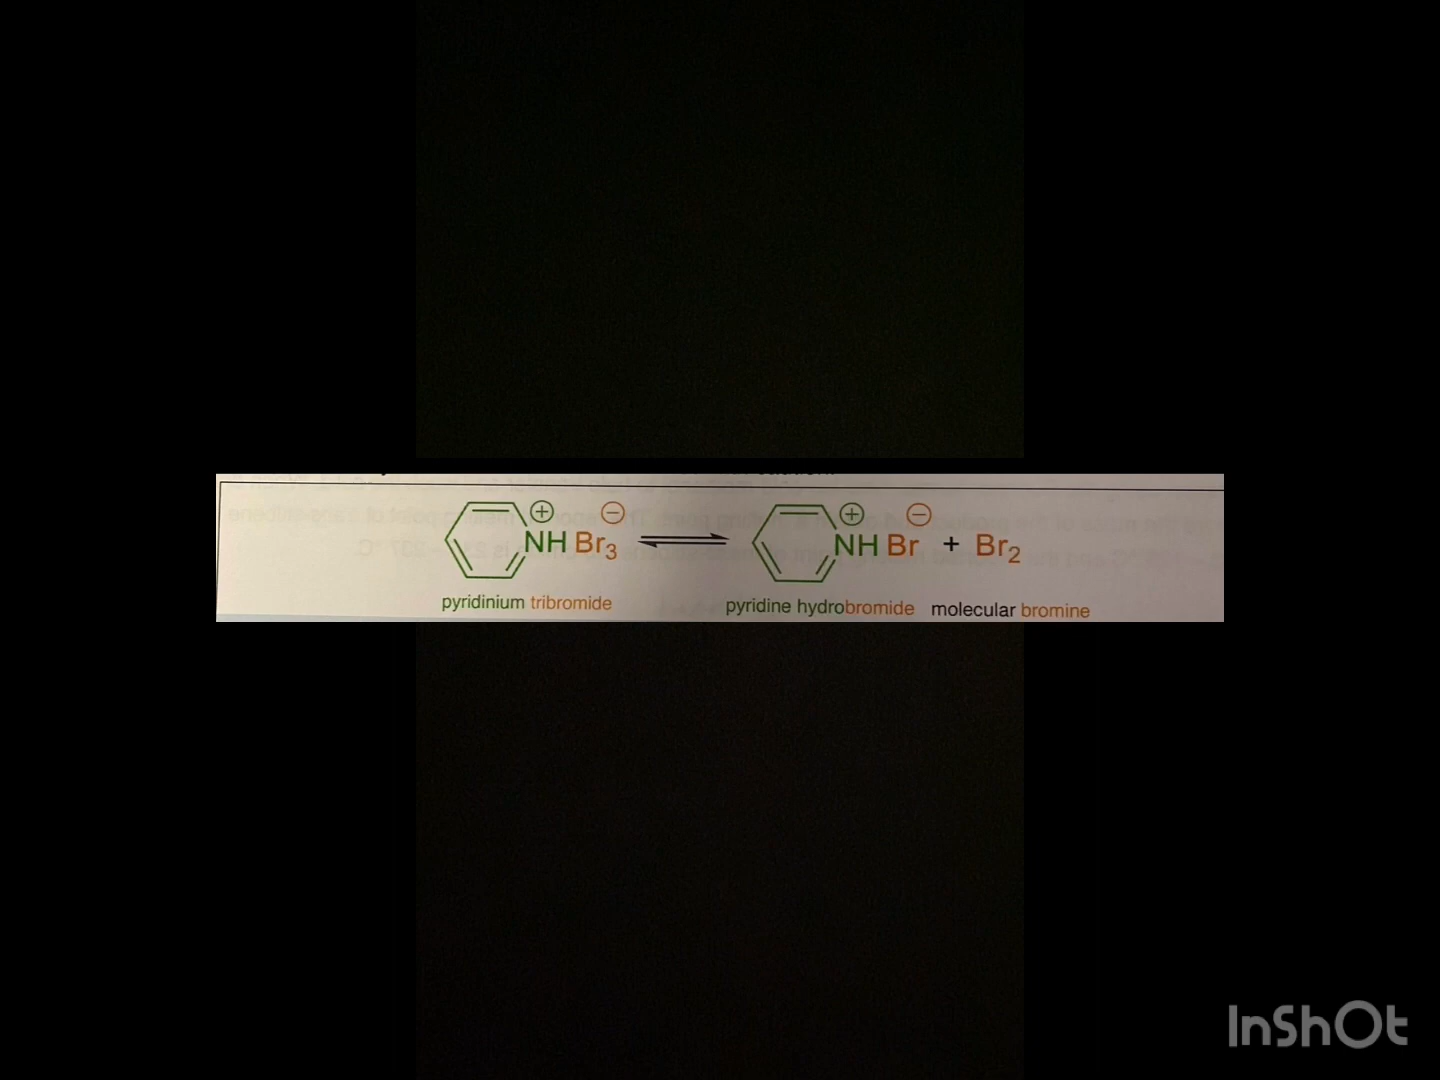 NH Br3 ⇌ NH Br + Br2
pyridinium tribromide pyridine hydrobromide molecular bromine
InShOt